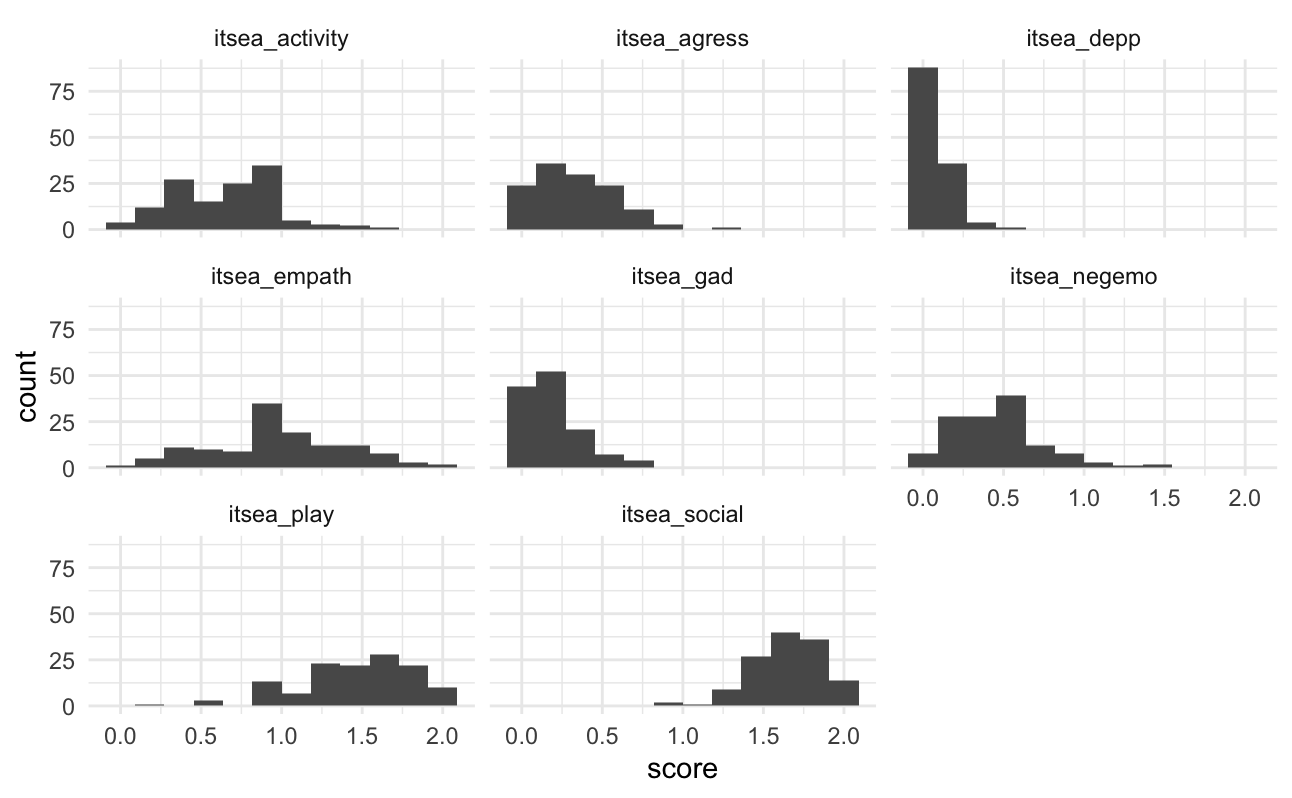 itsea_activity itsea_agress itsea_depp
75
50
25
0
itsea_empath itsea_gad itsea_negemo
75
50
25
0
0.0 0.5 1.0 1.5 2.0
itsea_play itsea_social
75
50
25
0
0.0 0.5 1.0 1.5 2.0 0.0 0.5 1.0 1.5 2.0
count
score